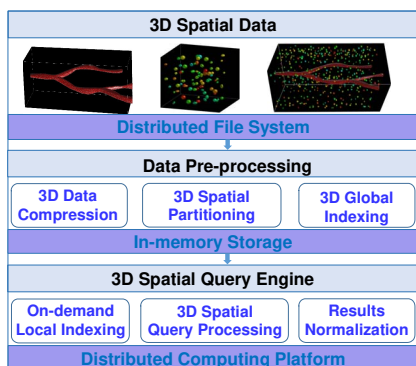 3D Spatial Data
Distributed File System
Data Pre-processing
3D Data
Compression
3D Spatial
Partitioning
3D Global
Indexing
In-memory Storage
3D Spatial Query Engine
On-demand
Local Indexing
3D Spatial
Query Processing
Results
Normalization
Distributed Computing Platform